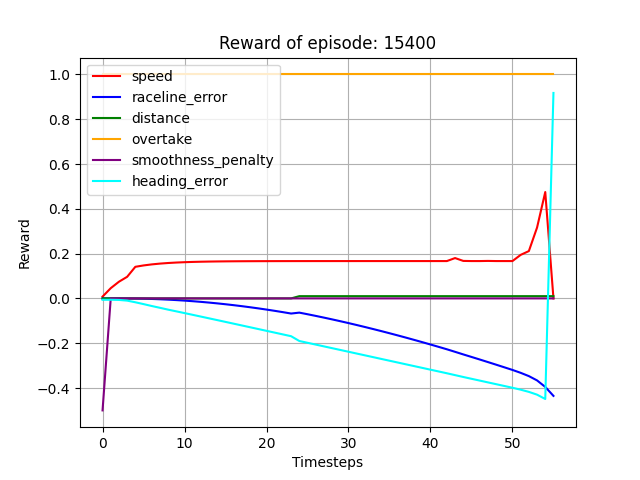 Reward of episode: 15400
speed
raceline_error
distance
overtake
smoothness_penalty
heading_error
1.0
0.8
0.6
0.4
0.2
0.0
−0.2
−0.4
Reward
0 10 20 30 40 50
Timesteps